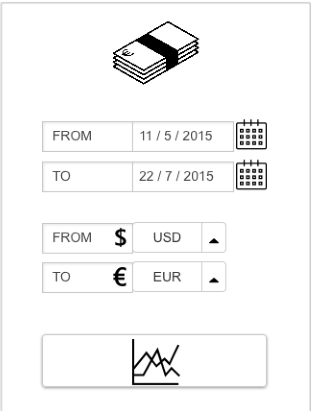 €
FROM 11 / 5 / 2015
TO 22 / 7 / 2015
FROM $ USD
TO € EUR